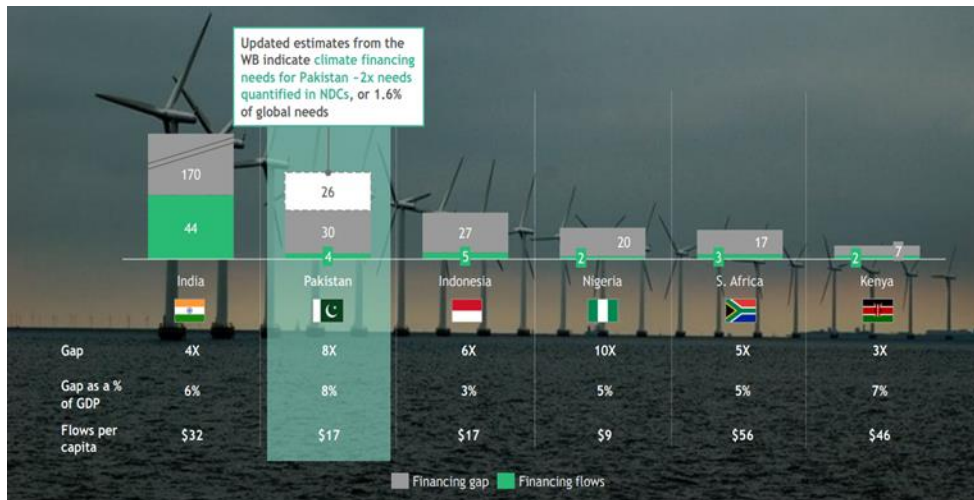 Updated estimates from the
WB indicate climate financing
needs for Pakistan ~2x needs
quantified in NDCs, or 1.6%
of global needs
170
44
26
30
4
27
5
20
2
17
3
7
2
India
Pakistan
Indonesia
Nigeria
S. Africa
Kenya
Gap 4X 8X 6X 10X 5X 3X
Gap as a %
of GDP 6% 8% 3% 5% 5% 7%
Flows per
capita $32 $17 $17 $9 $56 $46
Financing gap Financing flows